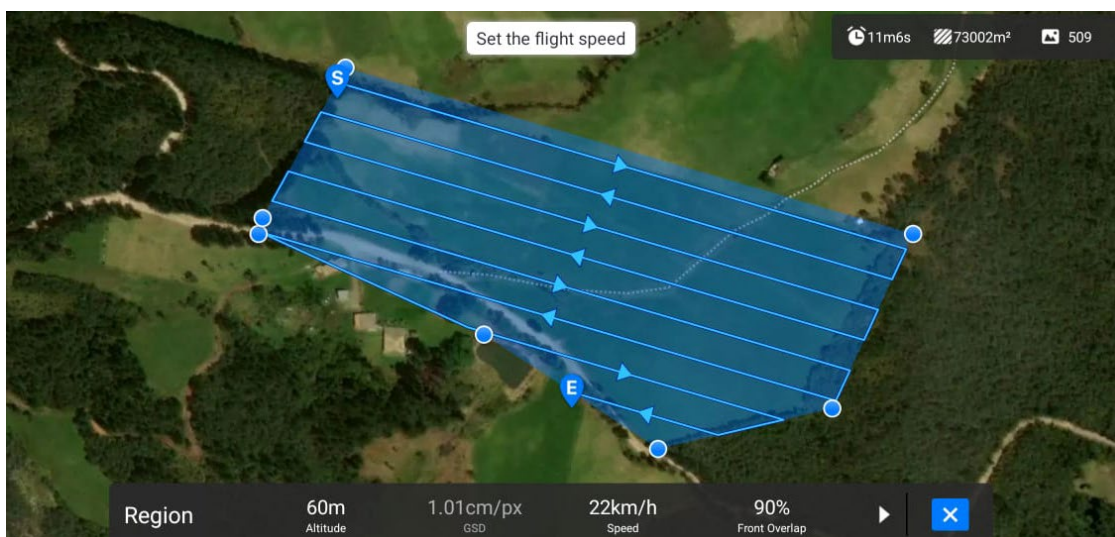 Set the flight speed
11m6s 73002m² 509
S
E
Region
60m
Altitude
1.01cm/px
GSD
22km/h
Speed
90%
Front Overlap